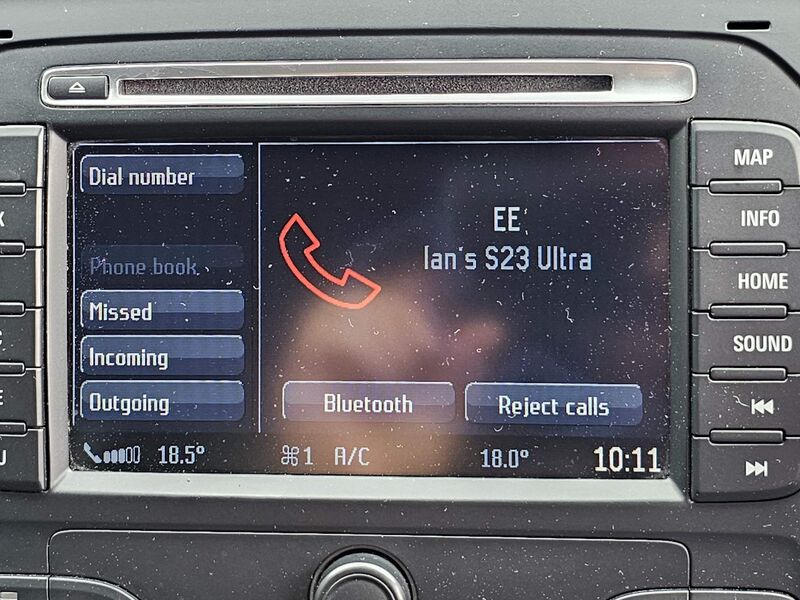 Dial number
Phone book
Missed
Incoming
Outgoing
EE
Ian's S23 Ultra
Bluetooth
Reject calls
18.5°
1 A/C
18.0°
10:11
MAP
INFO
HOME
SOUND